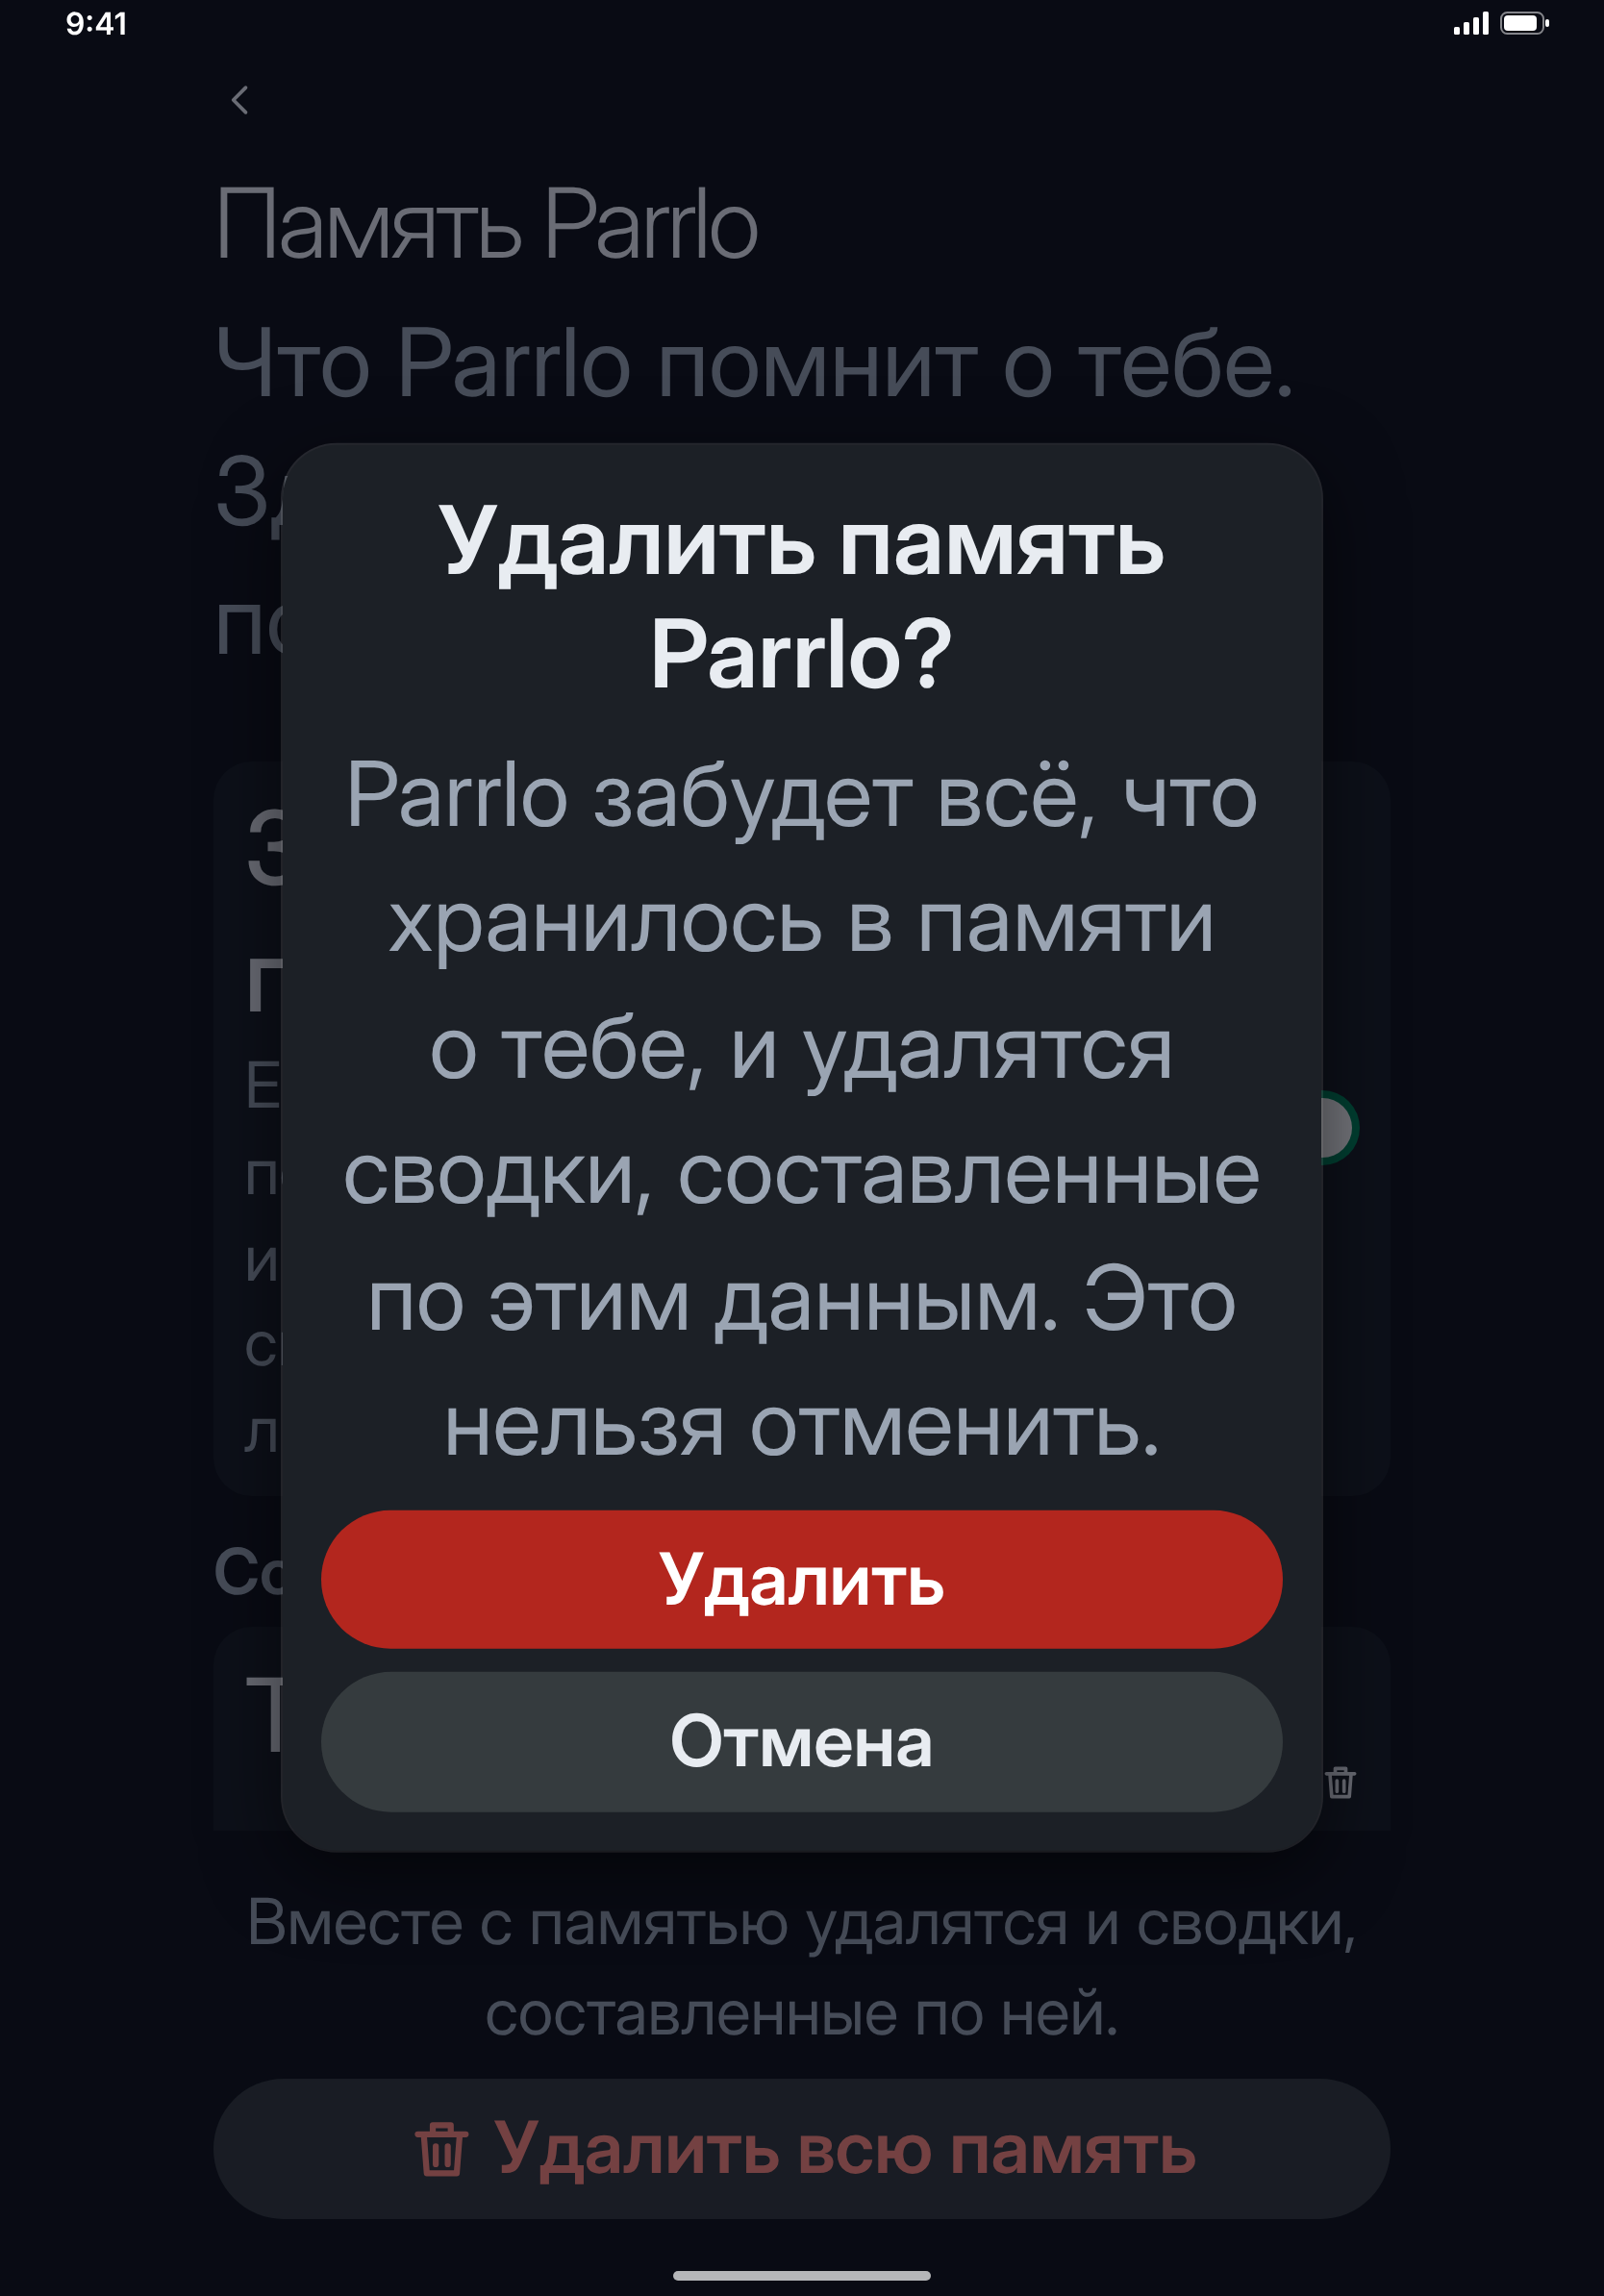 9:41
Память Parrlo
Что Parrlo помнит о тебе.
Удалить память
Parrlo?
Parrlo забудет всё, что
хранилось в памяти
о тебе, и удалятся
сводки, составленные
по этим данным. Это
нельзя отменить.
Удалить
Отмена
Вместе с памятью удалятся и сводки,
составленные по ней.
Удалить всю память